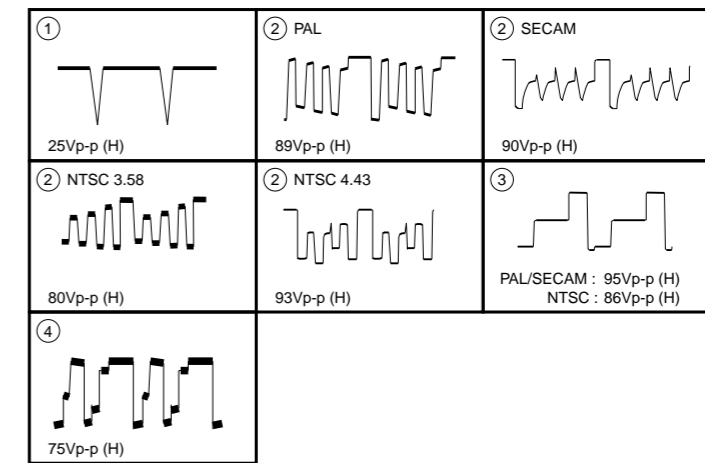 ①
25Vp-p (H)
② PAL
89Vp-p (H)
② SECAM
90Vp-p (H)
② NTSC 3.58
80Vp-p (H)
② NTSC 4.43
93Vp-p (H)
③
PAL/SECAM : 95Vp-p (H)
NTSC : 86Vp-p (H)
④
75Vp-p (H)